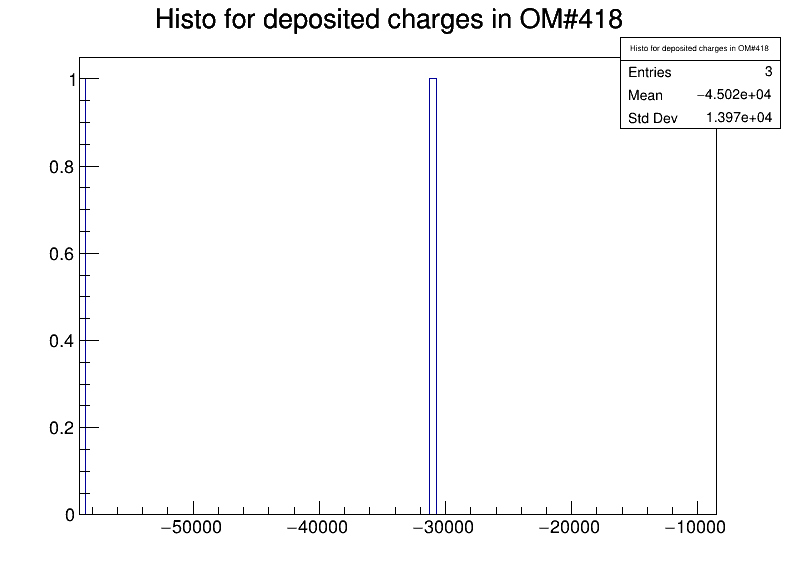 Histo for deposited charges in OM#418
Histo for deposited charges in OM#418
Entries 3
Mean −4.502e+04
Std Dev 1.397e+04
1
0.8
0.6
0.4
0.2
0
−50000 −40000 −30000 −20000 −10000